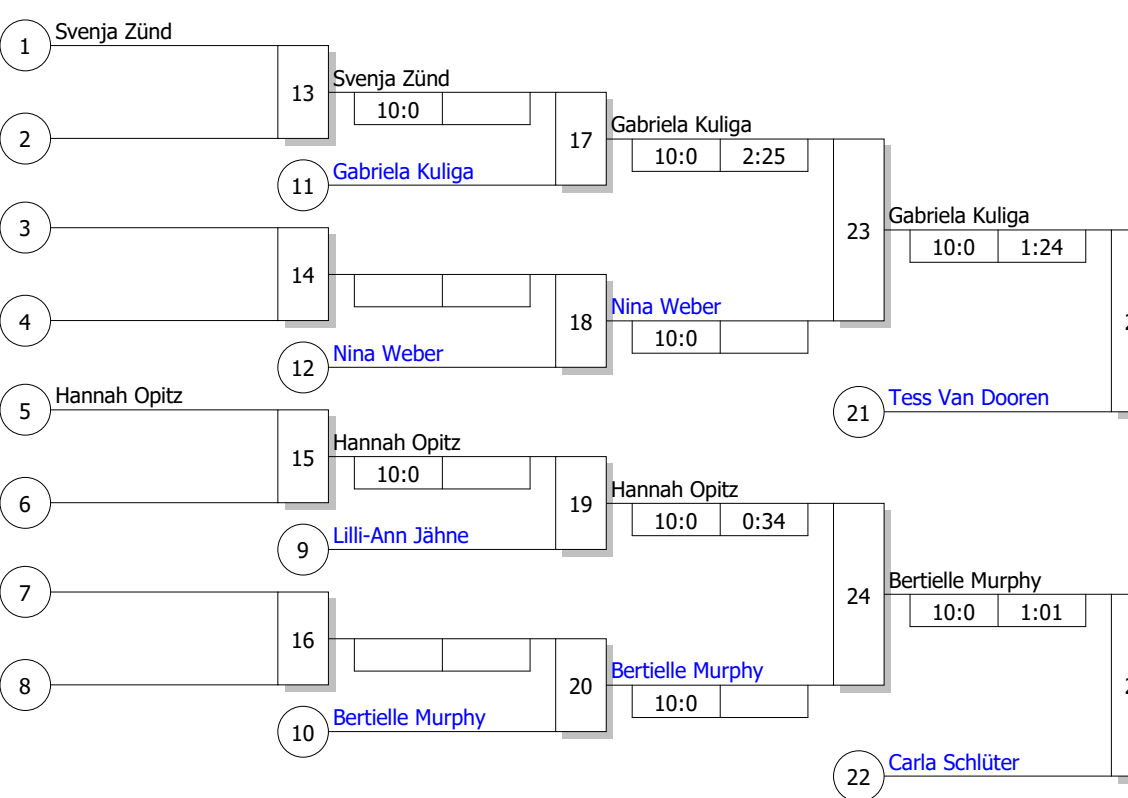 1 Svenja Zünd
13 Svenja Zünd
10:0
2
17 Gabriela Kuliga
10:0 2:25
11 Gabriela Kuliga
3
23 Gabriela Kuliga
10:0 1:24
14
4
18 Nina Weber
10:0
12 Nina Weber
5 Hannah Opitz
21 Tess Van Dooren
15 Hannah Opitz
10:0
6
19 Hannah Opitz
10:0 0:34
9 Lilli-Ann Jähne
7
24 Bertielle Murphy
10:0 1:01
16
8
20 Bertielle Murphy
10:0
10 Bertielle Murphy
22 Carla Schlüter